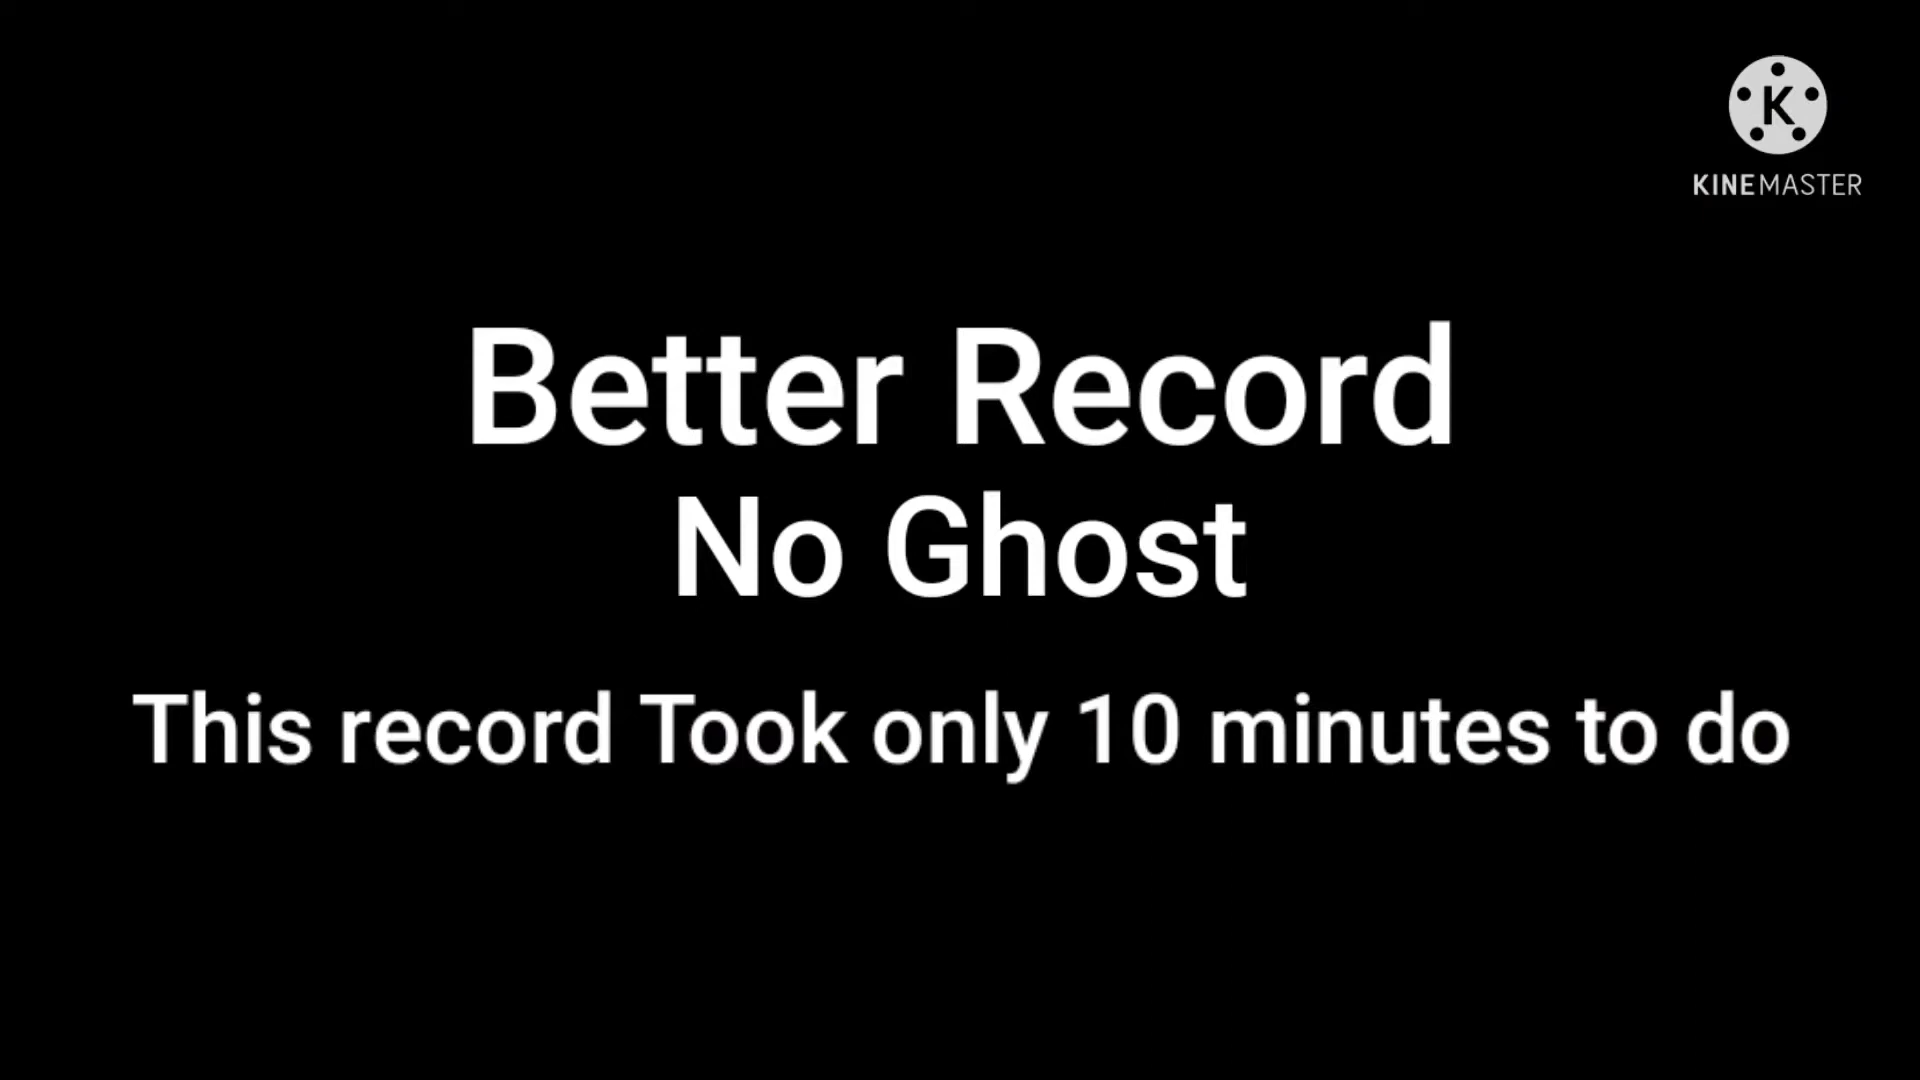 K
KINEMASTER
Better Record
No Ghost
This record Took only 10 minutes to do